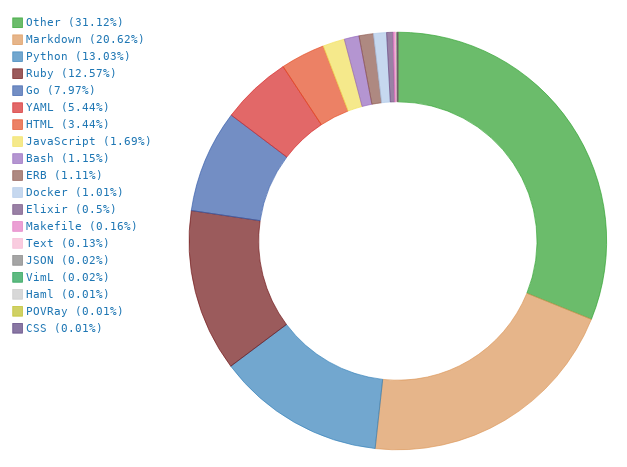 Other (31.12%)
Markdown (20.62%)
Python (13.03%)
Ruby (12.57%)
Go (7.97%)
YAML (5.44%)
HTML (3.44%)
JavaScript (1.69%)
Bash (1.15%)
ERB (1.11%)
Docker (1.01%)
Elixir (0.5%)
Makefile (0.16%)
Text (0.13%)
JSON (0.02%)
VimL (0.02%)
Haml (0.01%)
POVRay (0.01%)
CSS (0.01%)